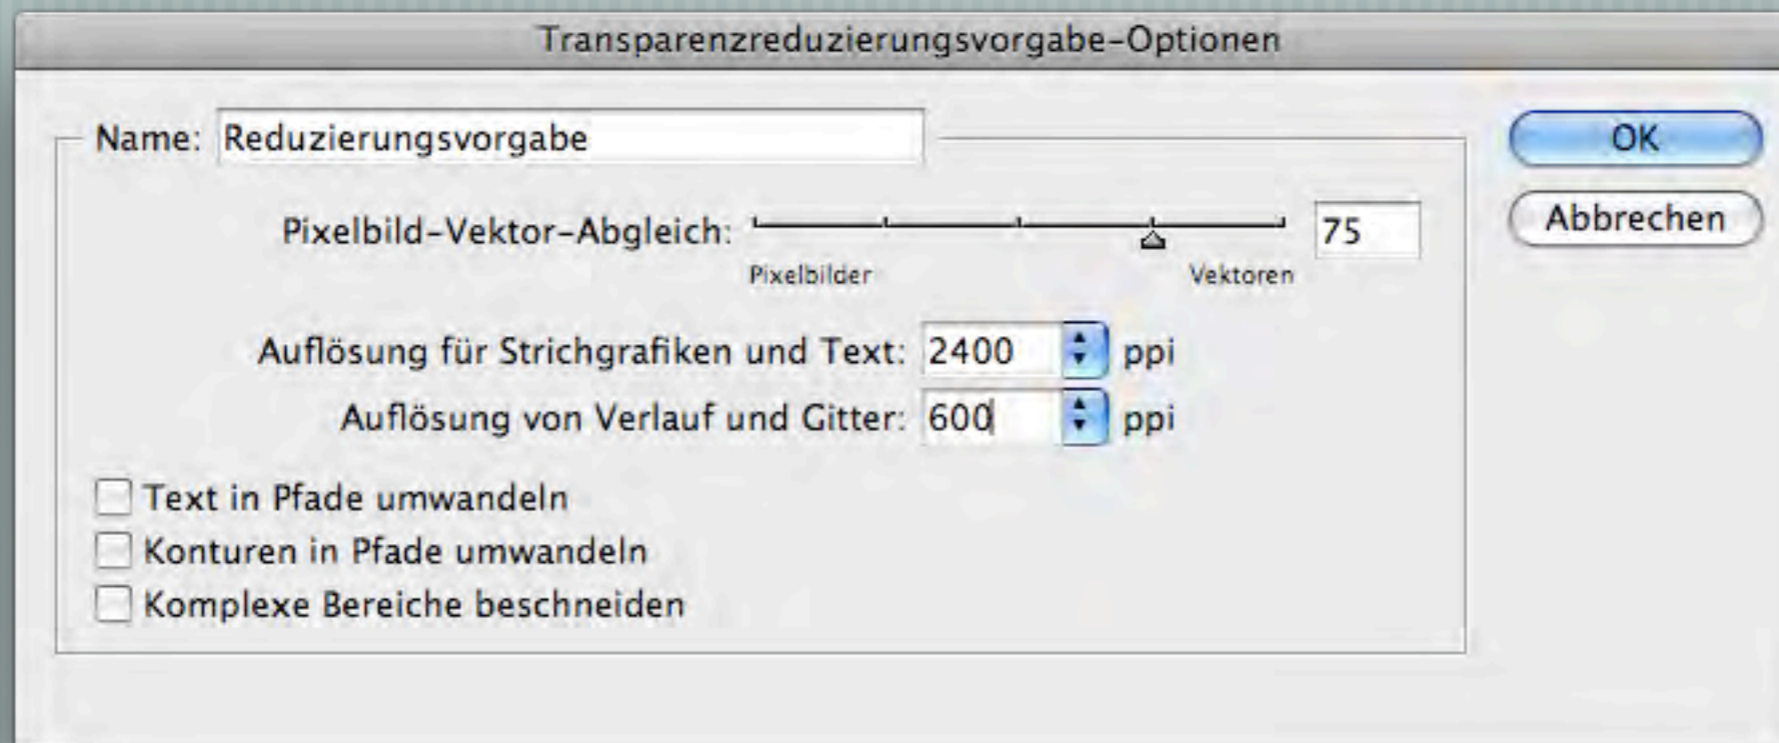 Transparenzreduzierungsvorgabe-Optionen
Name: Reduzierungsvorgabe
OK
Pixelbild-Vektor-Abgleich: 75
Abbrechen
Pixelbilder Vektoren
Auflösung für Strichgrafiken und Text: 2400 ppi
Auflösung von Verlauf und Gitter: 600 ppi
Text in Pfade umwandeln
Konturen in Pfade umwandeln
Komplexe Bereiche beschneiden